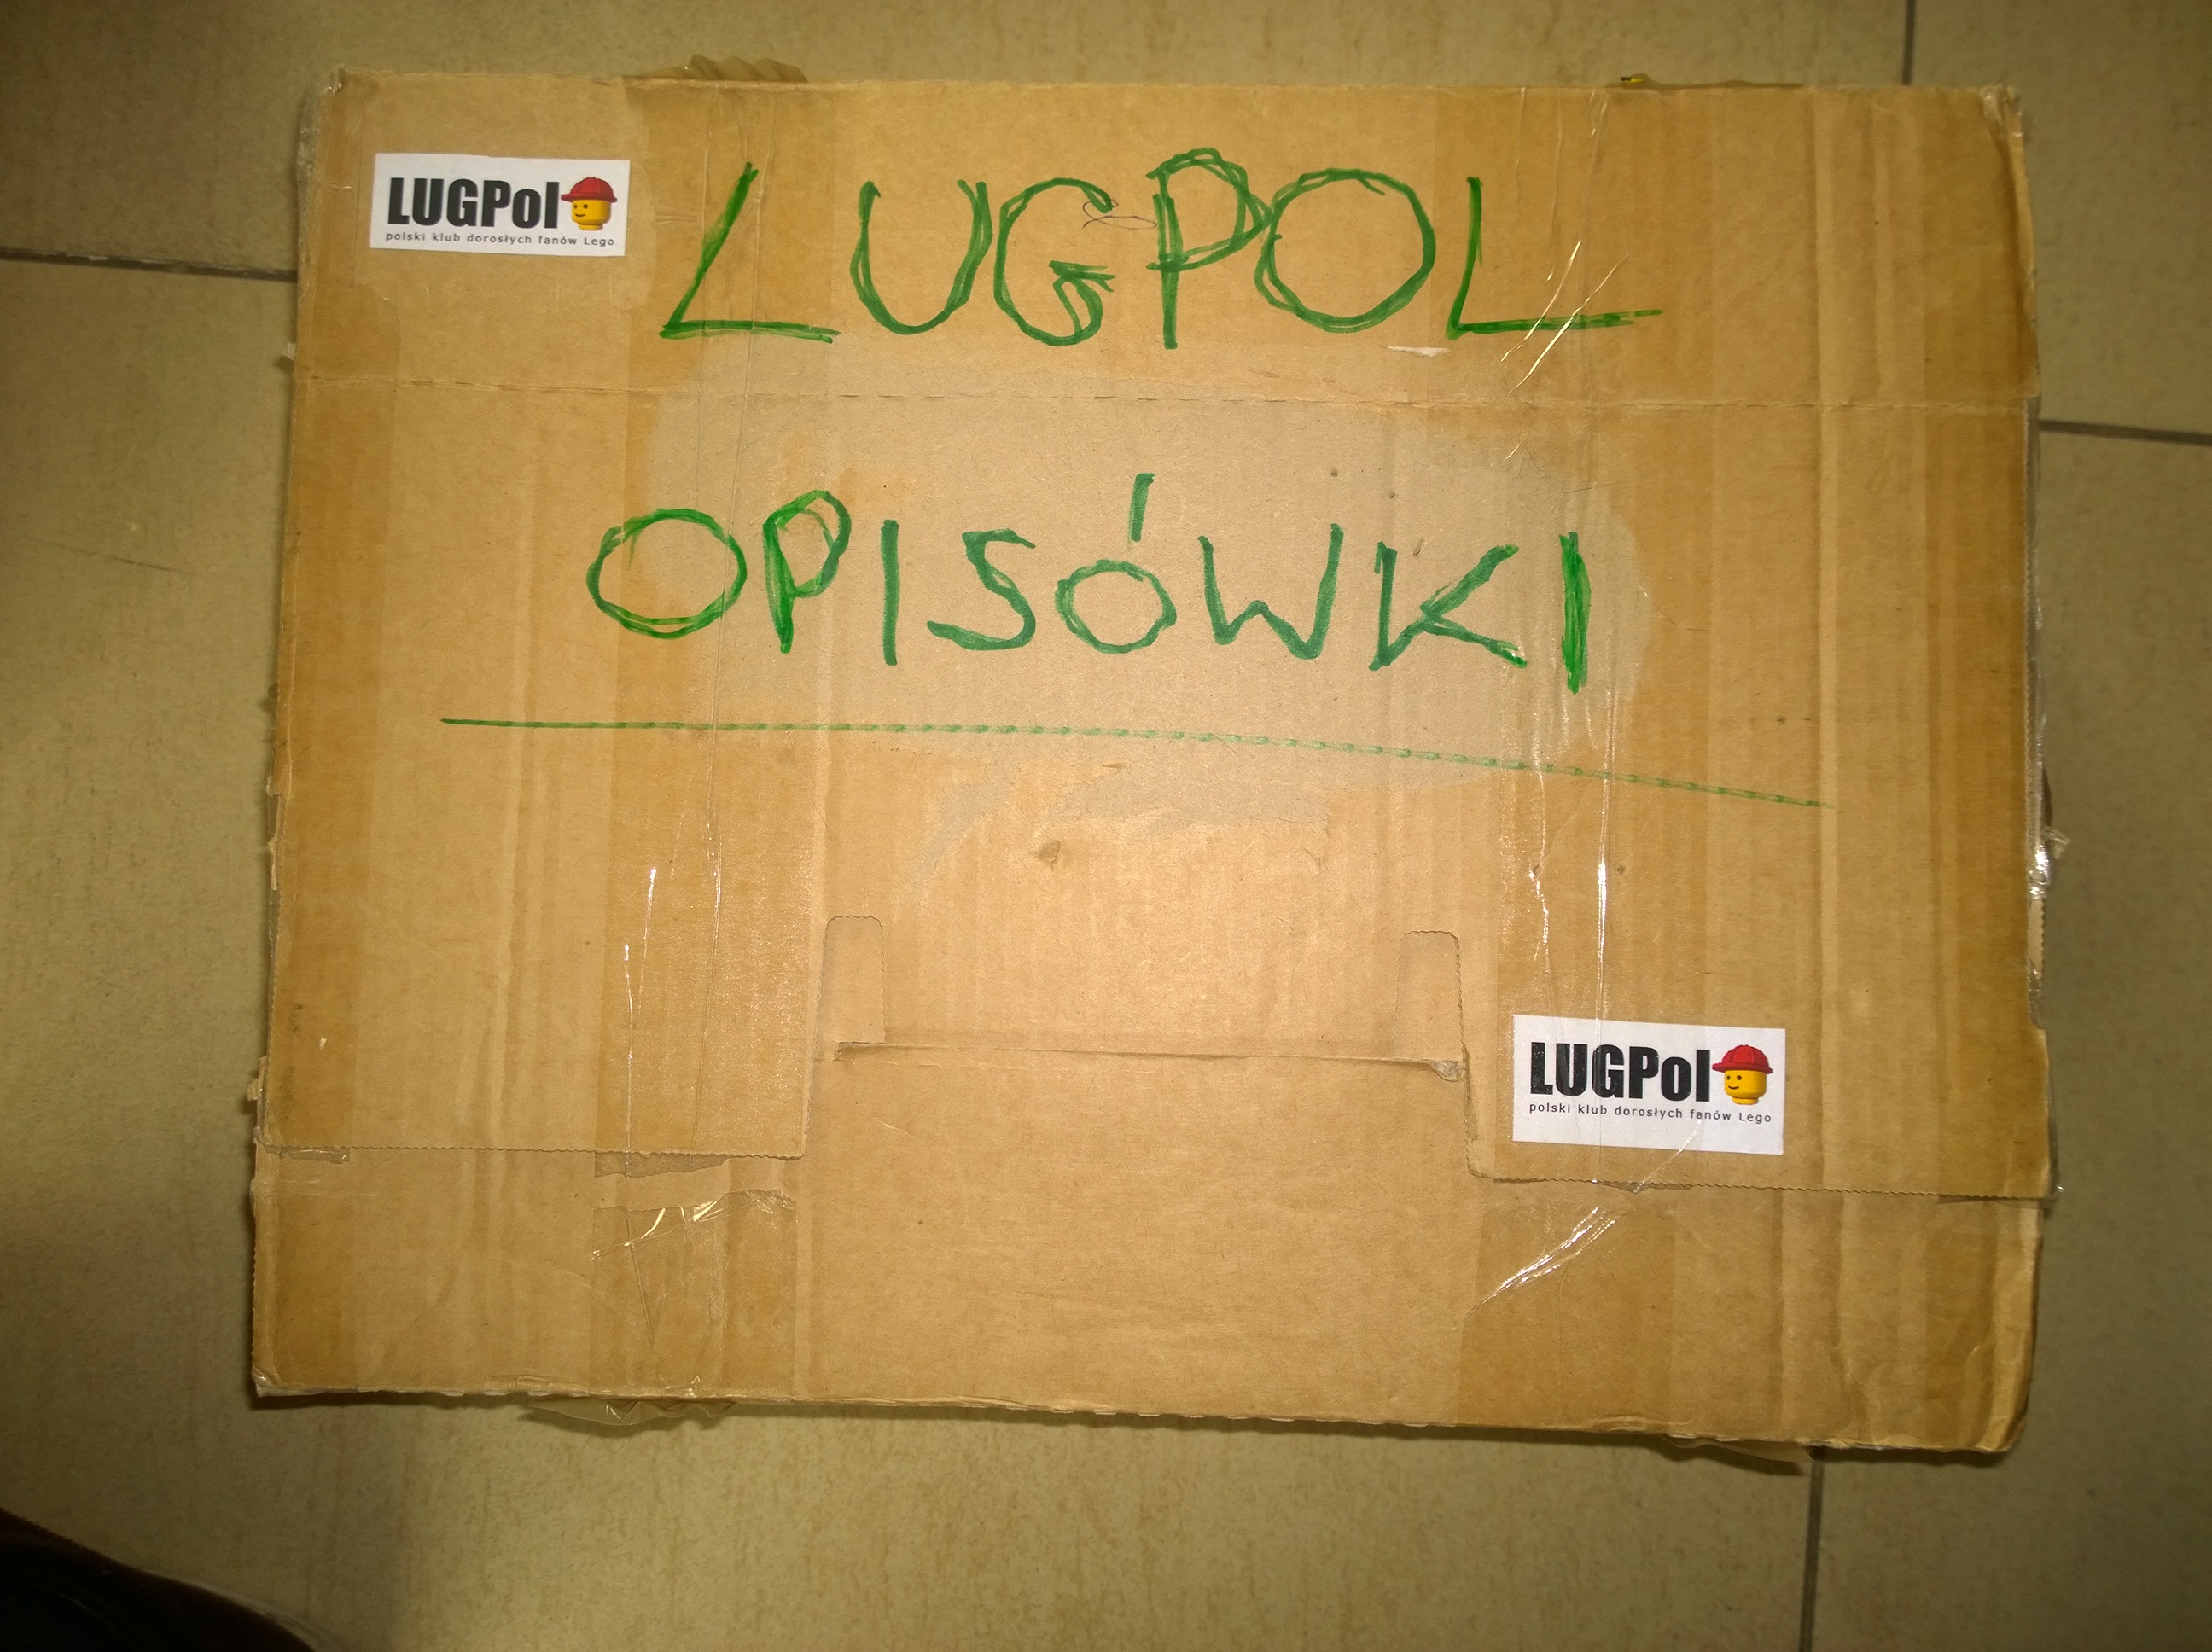 LUGPol
polski klub dorosłych fanów Lego
LUGPOL
OPISÓWKI
LUGPol
polski klub dorosłych fanów Lego